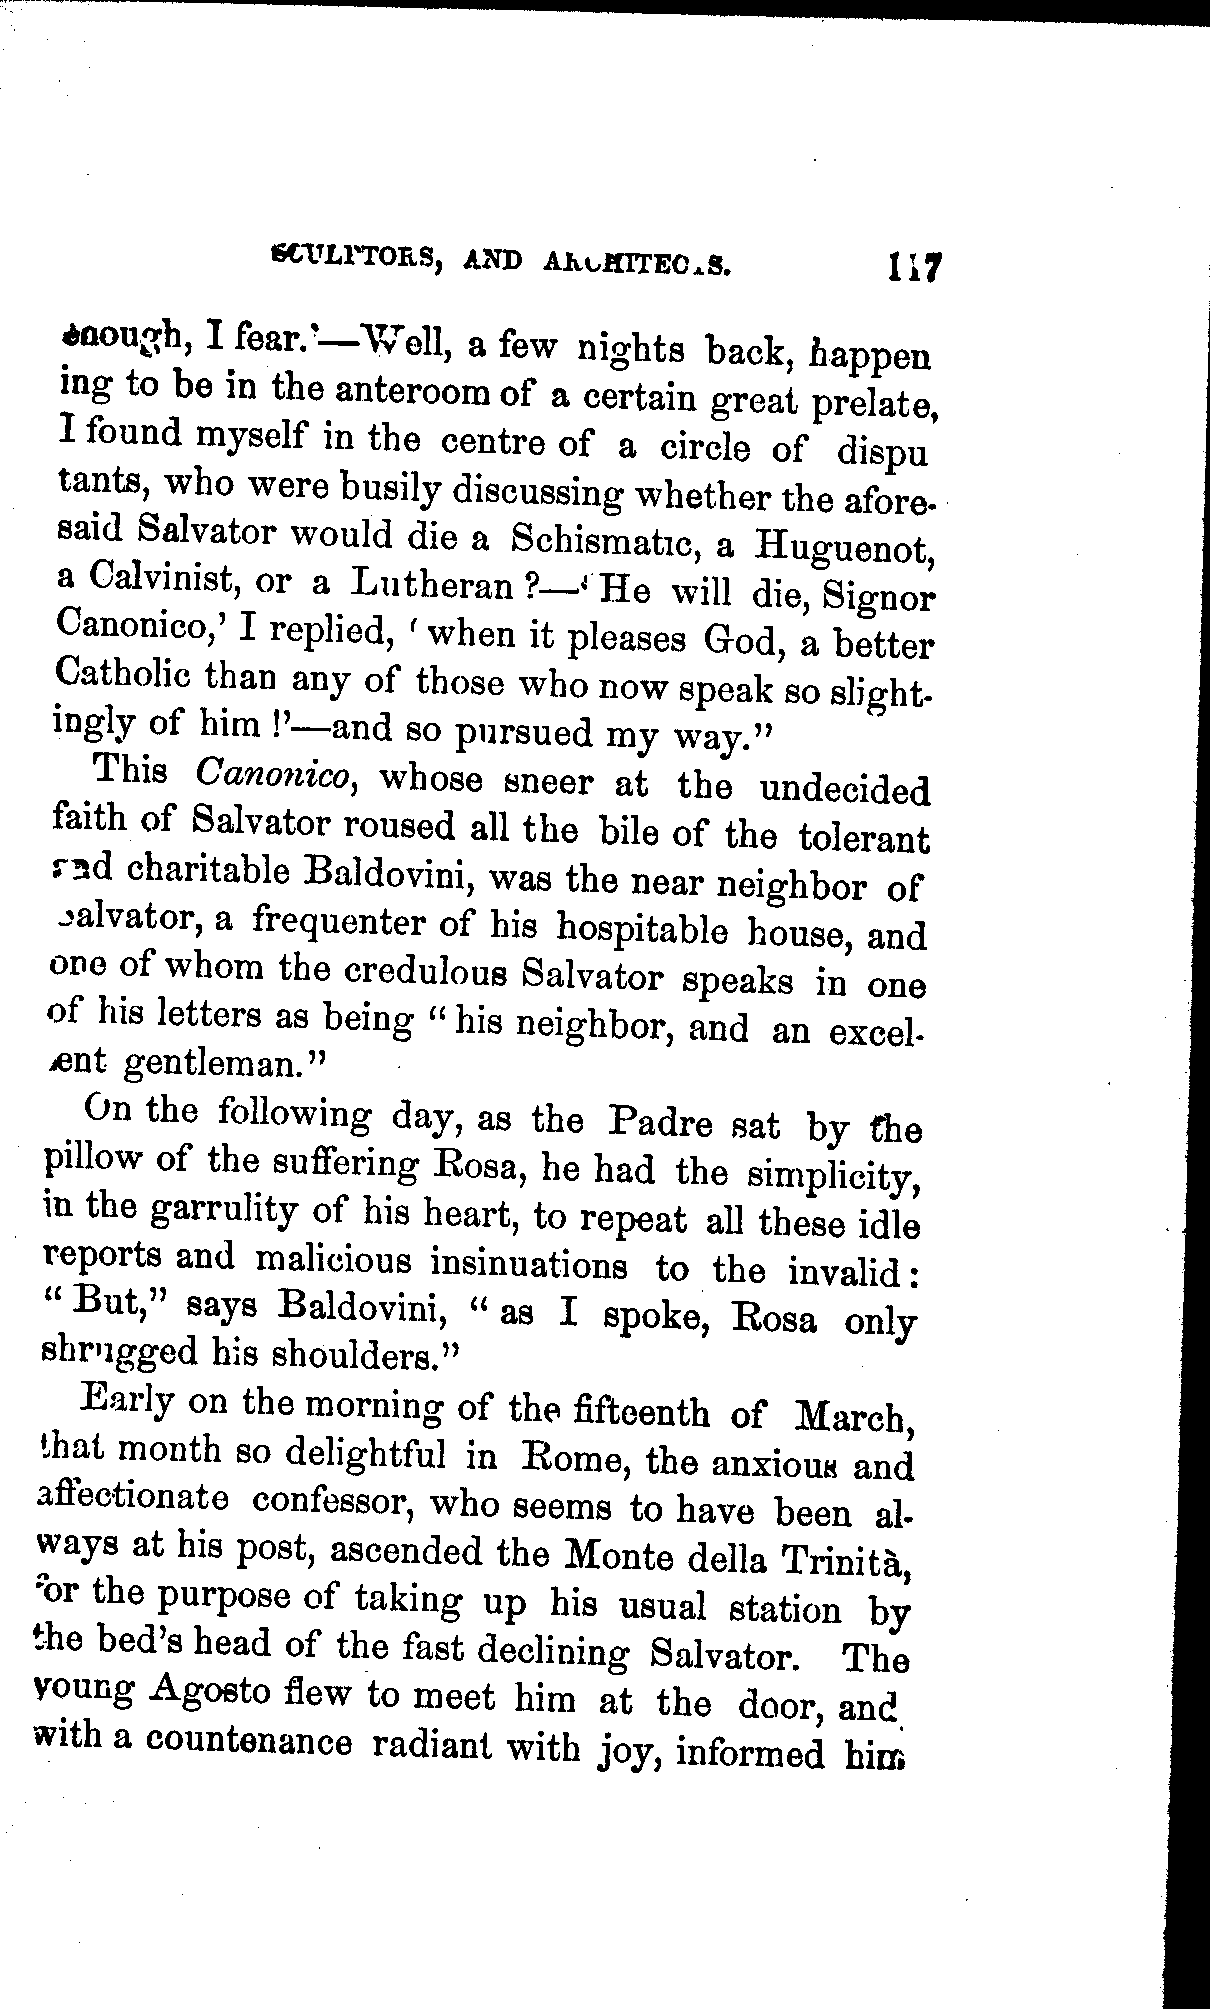 SCULPTORS, AND ARCHITECTS. 117
enough, I fear.'—Well, a few nights back, happen
ing to be in the anteroom of a certain great prelate,
I found myself in the centre of a circle of dispu
tants, who were busily discussing whether the afore-
said Salvator would die a Schismatic, a Huguenot,
a Calvinist, or a Lutheran?—'He will die, Signor
Canonico,' I replied, 'when it pleases God, a better
Catholic than any of those who now speak so slight-
ingly of him!'—and so pursued my way."
This Canonico, whose sneer at the undecided
faith of Salvator roused all the bile of the tolerant
and charitable Baldovini, was the near neighbor of
Salvator, a frequenter of his hospitable house, and
one of whom the credulous Salvator speaks in one
of his letters as being "his neighbor, and an excel-
lent gentleman."
On the following day, as the Padre sat by the
pillow of the suffering Rosa, he had the simplicity,
in the garrulity of his heart, to repeat all these idle
reports and malicious insinuations to the invalid:
"But," says Baldovini, "as I spoke, Rosa only
shrugged his shoulders."
Early on the morning of the fifteenth of March,
that month so delightful in Rome, the anxious and
affectionate confessor, who seems to have been al-
ways at his post, ascended the Monte della Trinità,
for the purpose of taking up his usual station by
the bed's head of the fast declining Salvator. The
young Agosto flew to meet him at the door, and
with a countenance radiant with joy, informed him